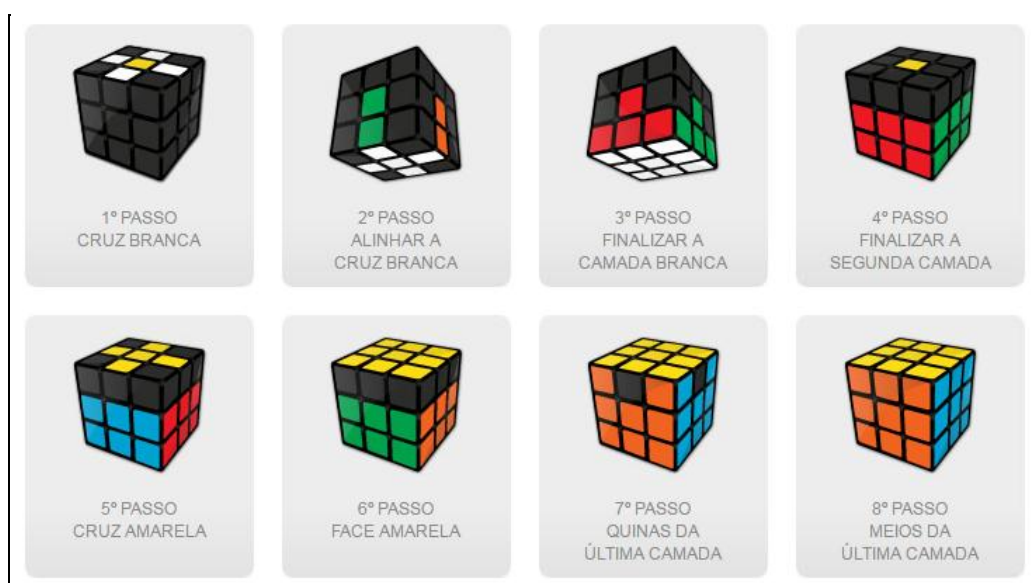 1º PASSO
CRUZ BRANCA
2º PASSO
ALINHAR A
CRUZ BRANCA
3º PASSO
FINALIZAR A
CAMADA BRANCA
4º PASSO
FINALIZAR A
SEGUNDA CAMADA
5º PASSO
CRUZ AMARELA
6º PASSO
FACE AMARELA
7º PASSO
QUINAS DA
ÚLTIMA CAMADA
8º PASSO
MEIOS DA
ÚLTIMA CAMADA